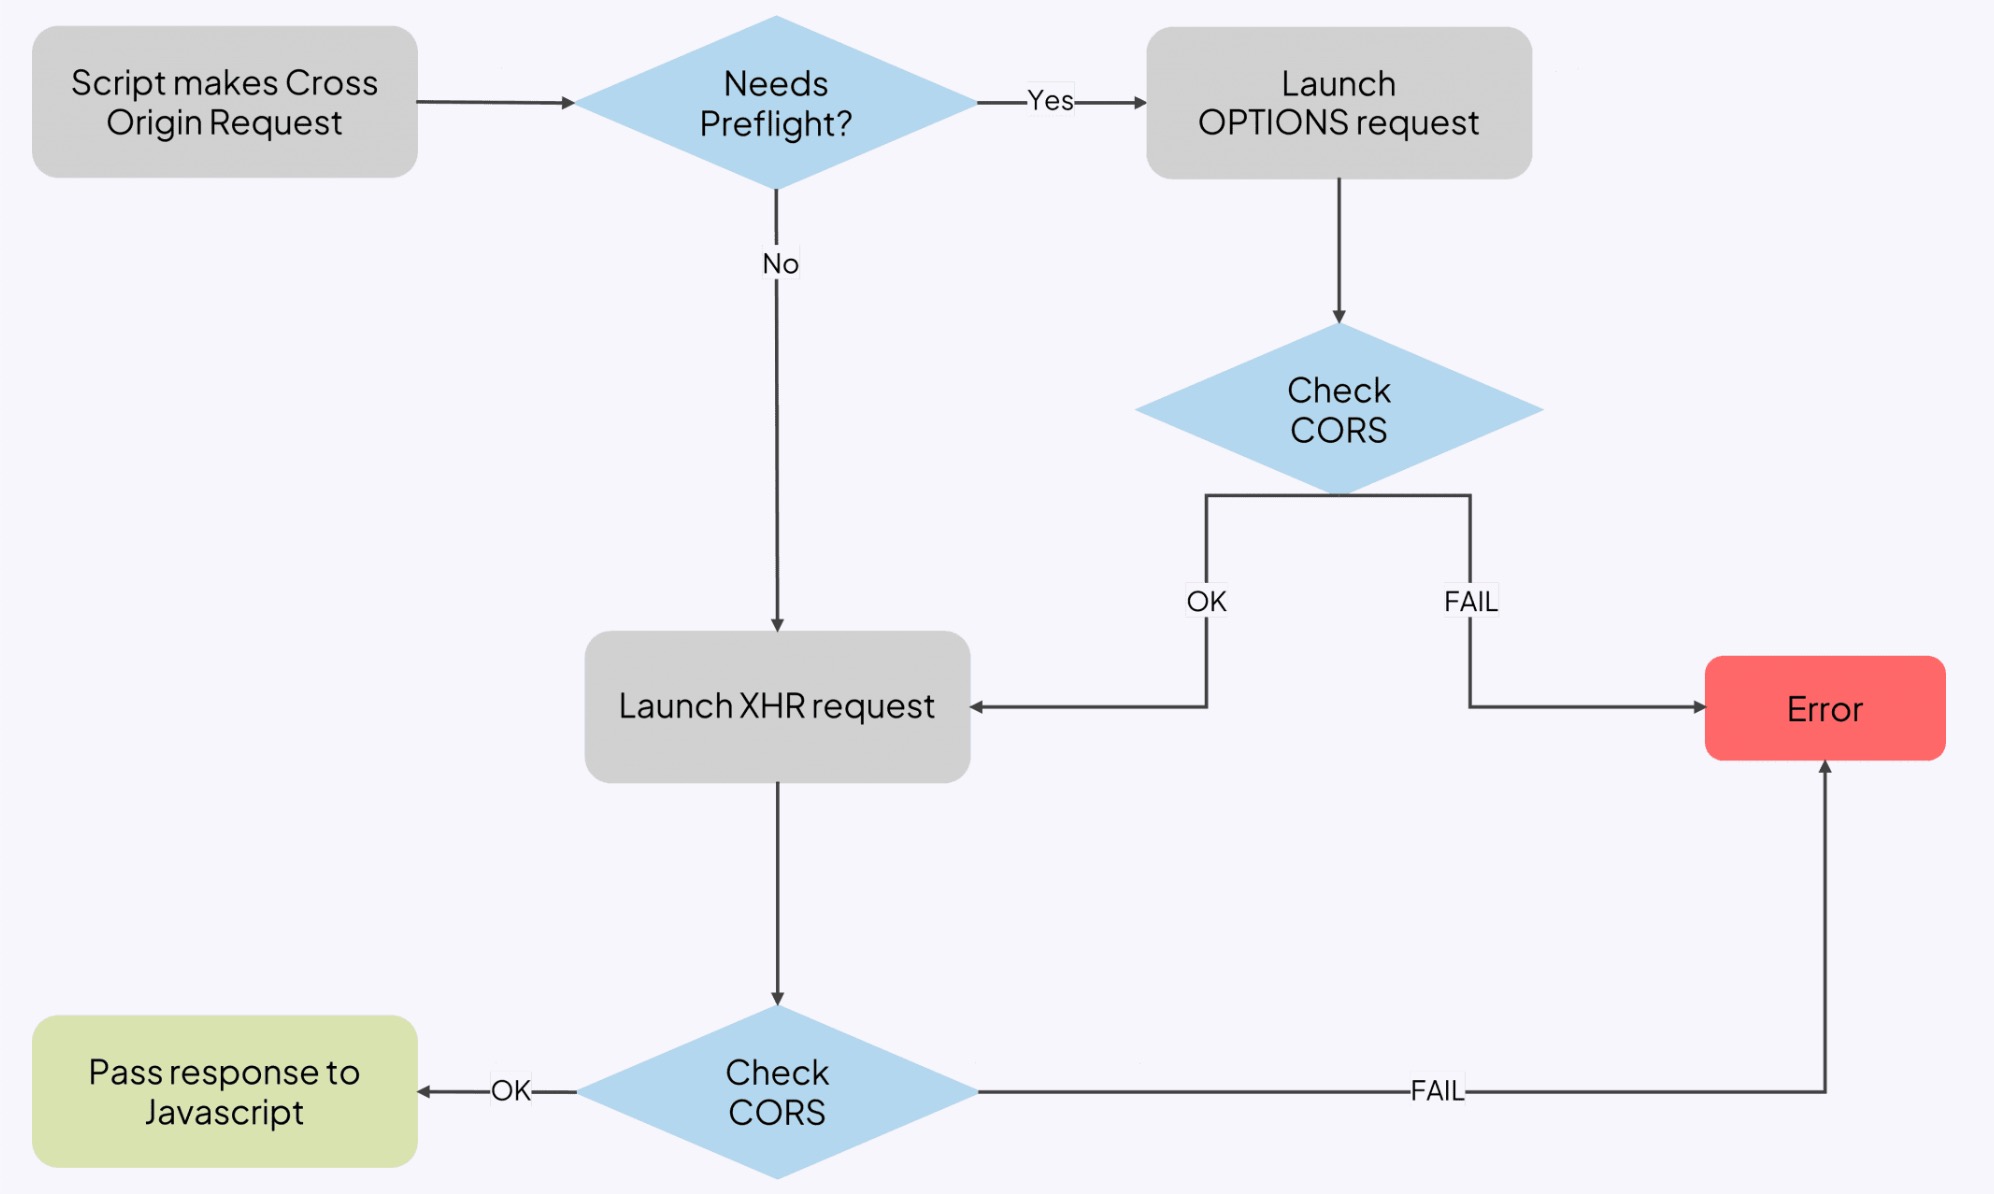 Script makes Cross
Origin Request
Needs
Preflight?
Yes
Launch
OPTIONS request
No
Check
CORS
OK
FAIL
Launch XHR request
Error
Pass response to
Javascript
OK
Check
CORS
FAIL